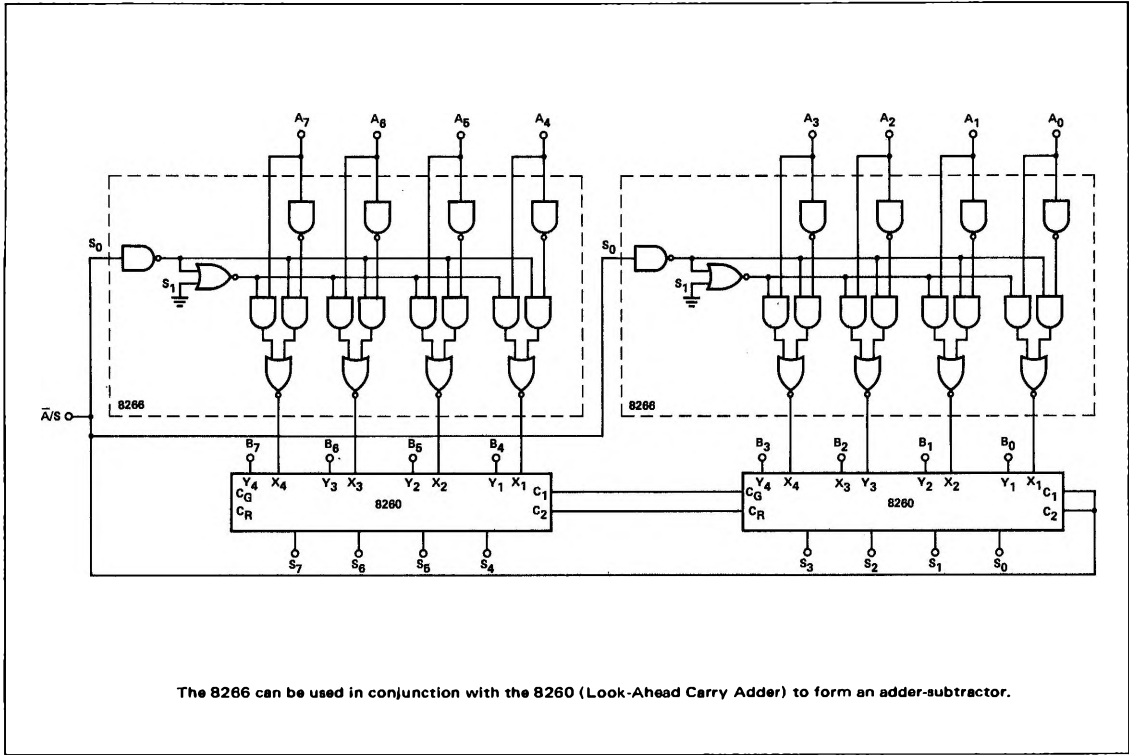 A7 A6 A5 A4 A3 A2 A1 A0
S0 S0
S1 S1
8266 8266
A̅/S
B7 B6 B5 B4 B3 B2 B1 B0
Y4 X4 Y3 X3 Y2 X2 Y1 X1 Y4 X4 X3 Y3 Y2 X2 Y1 X1
CG C1 CG C1
8260 8260
CR C2 CR C2
S7 S6 S5 S4 S3 S2 S1 S0
The 8266 can be used in conjunction with the 8260 (Look-Ahead Carry Adder) to form an adder-subtractor.